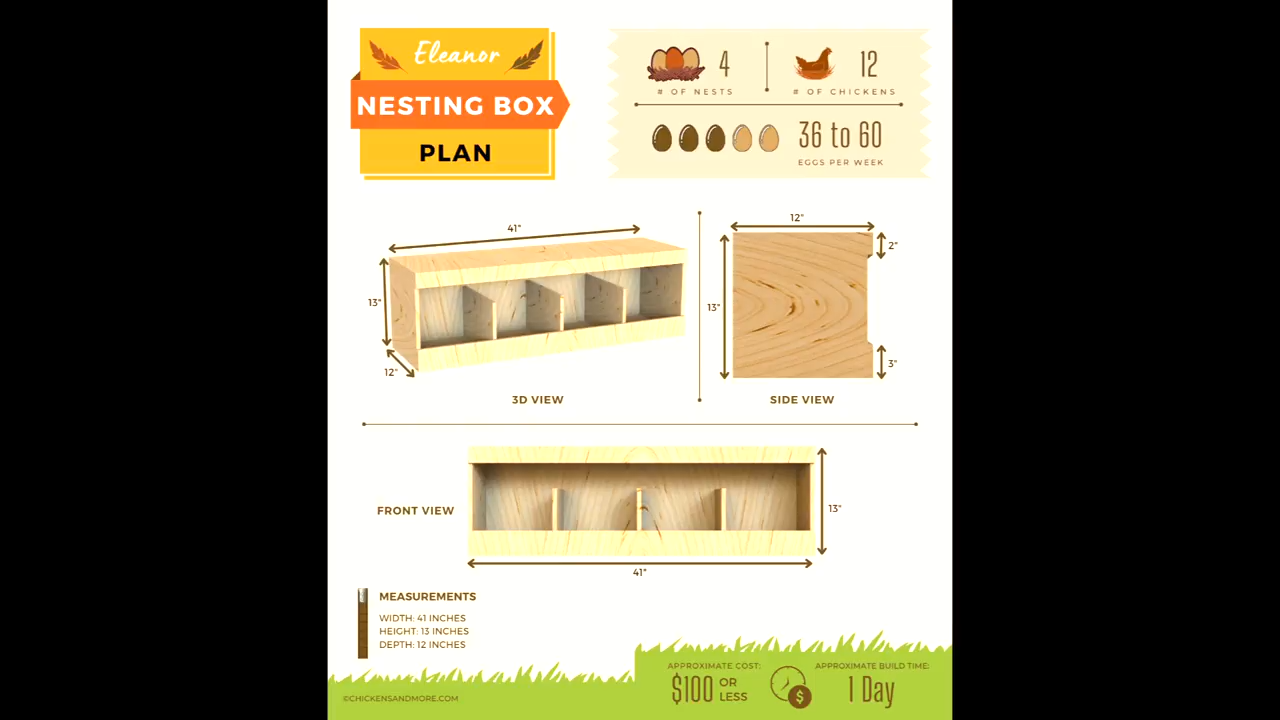 Eleanor
NESTING BOX
PLAN
4
# OF NESTS
12
# OF CHICKENS
36 to 60
EGGS PER WEEK
41"
13"
12"
3D VIEW
12"
2"
13"
3"
SIDE VIEW
FRONT VIEW
13"
41"
MEASUREMENTS
WIDTH: 41 INCHES
HEIGHT: 13 INCHES
DEPTH: 12 INCHES
©CHICKENSANDMORE.COM
APPROXIMATE COST:
$100 OR LESS
$
APPROXIMATE BUILD TIME:
1 Day